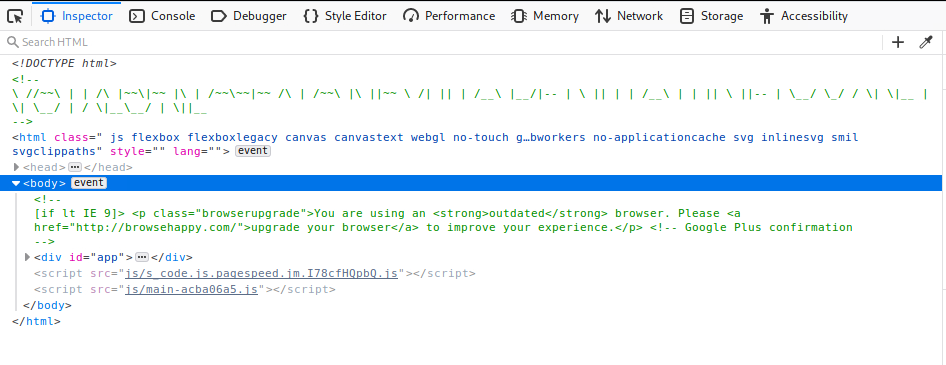 Inspector Console Debugger Style Editor Performance Memory Network Storage Accessibility
Search HTML
<!DOCTYPE html>
<!--
\ //~~\ | | /\ |~~\|~~ |\ | /~~\~~|~~ /\ | /~~\ |\ ||~~ \ /| || | /__\ |__/|-- | \ || | | /__\ | | || \ ||-- | \__/ \_/ / \| \|__ |
\| \__/ | / \|__\__/ | \||__
-->
<html class=" js flexbox flexboxlegacy canvas canvastext webgl no-touch g…bworkers no-applicationcache svg inlinesvg smil
svgclippaths" style="" lang=""> event
<head> ••• </head>
<body> event
<!--
[if lt IE 9]> <p class="browserupgrade">You are using an <strong>outdated</strong> browser. Please <a
href="http://browsehappy.com/">upgrade your browser</a> to improve your experience.</p> <!-- Google Plus confirmation
-->
<div id="app"> ••• </div>
<script src="js/s_code.js.pagespeed.jm.I78cfHQpbQ.js"></script>
<script src="js/main-acba06a5.js"></script>
</body>
</html>